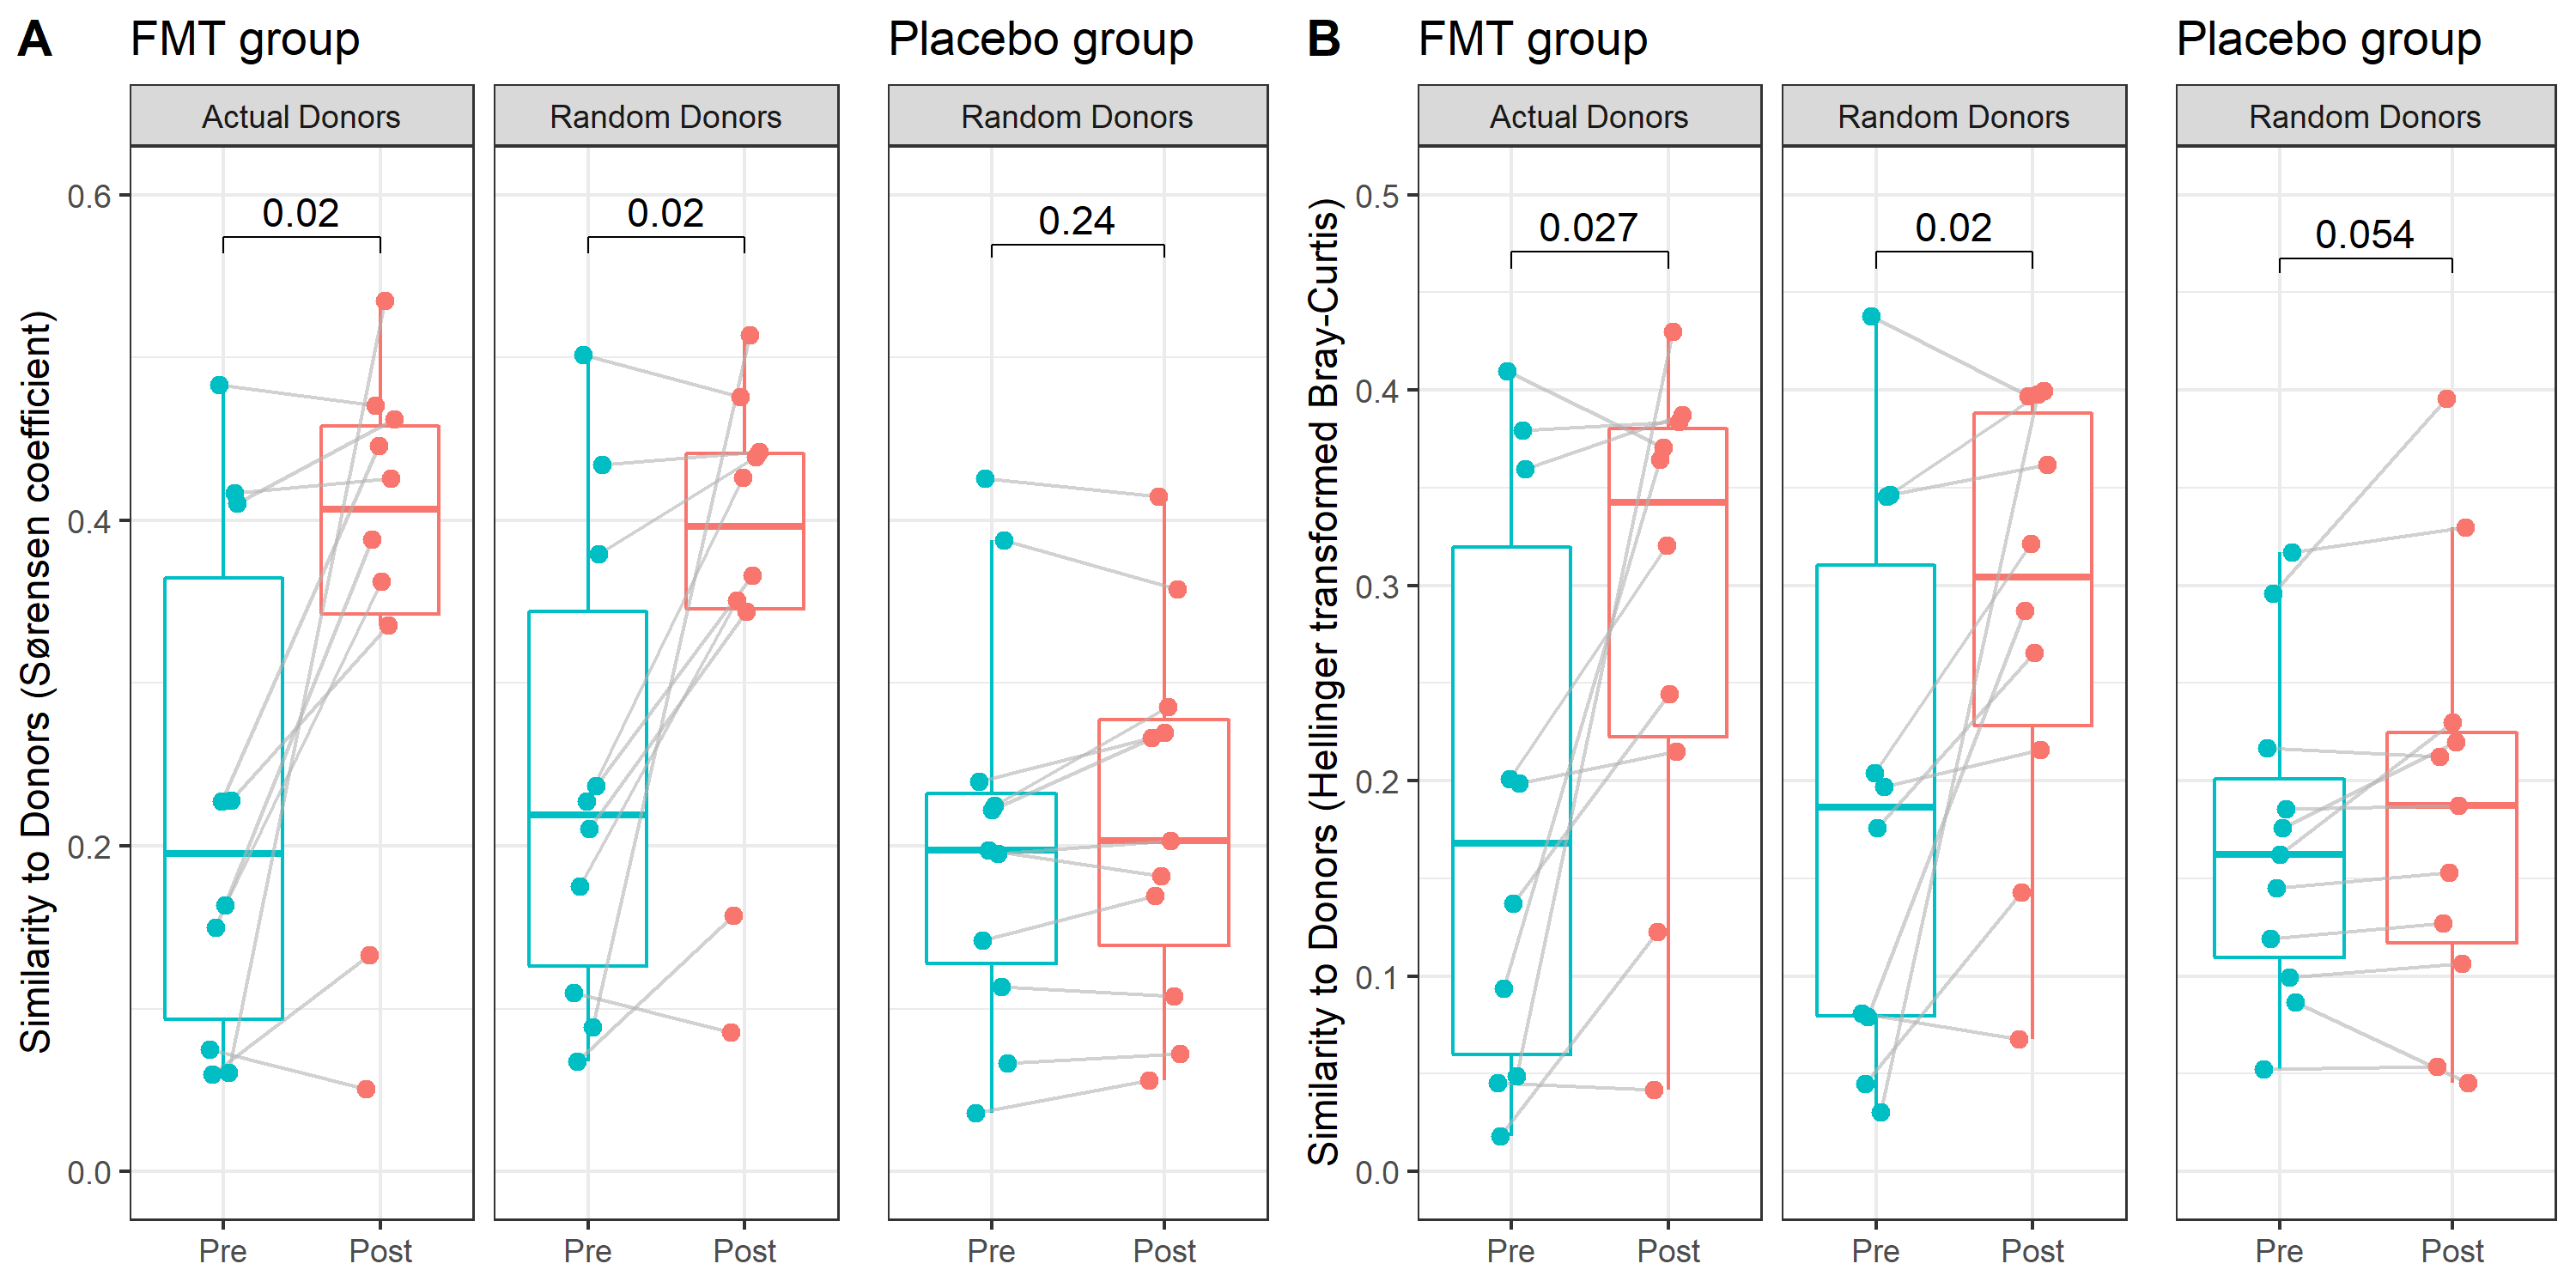 A FMT group Placebo group
Actual Donors Random Donors Random Donors
Similarity to Donors (Sørensen coefficient)
0.6
0.4
0.2
0.0
0.02 0.02 0.24
Pre Post Pre Post Pre Post
B FMT group Placebo group
Actual Donors Random Donors Random Donors
Similarity to Donors (Hellinger transformed Bray-Curtis)
0.5
0.4
0.3
0.2
0.1
0.0
0.027 0.02 0.054
Pre Post Pre Post Pre Post